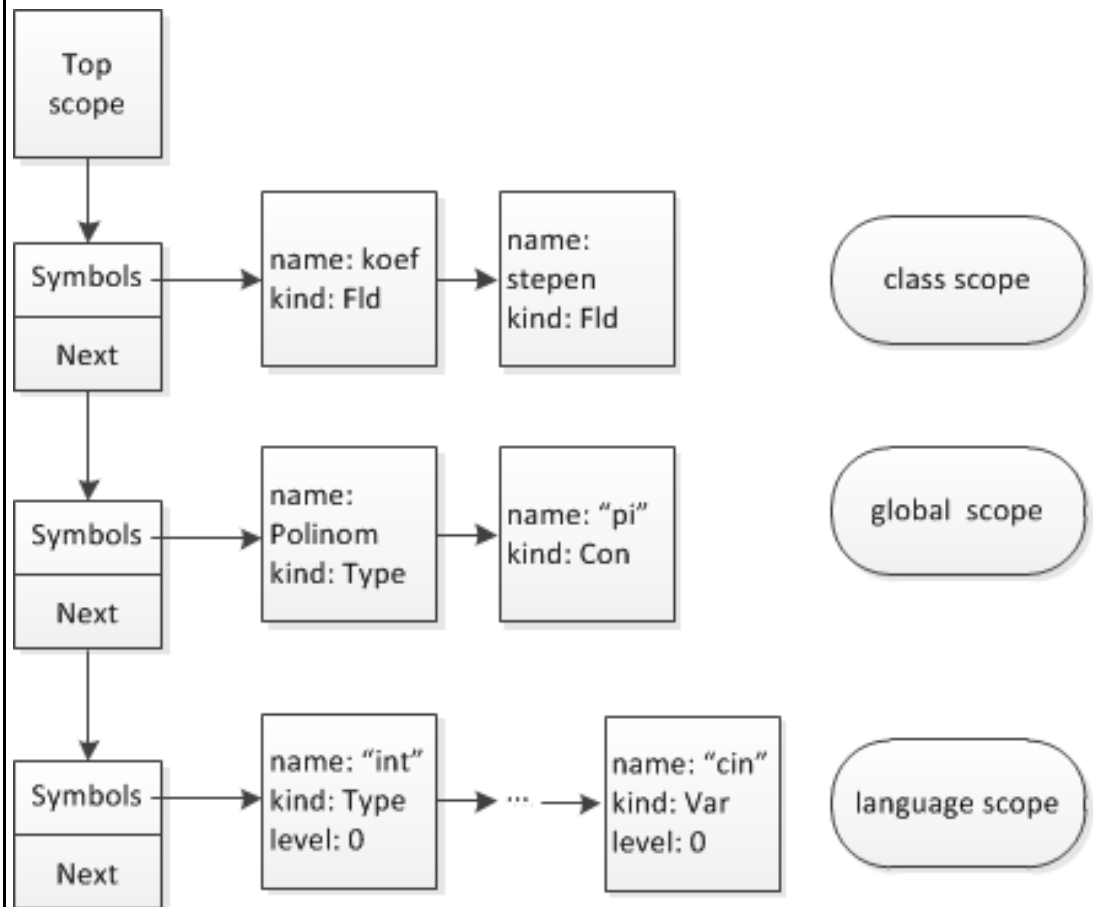 Top
scope
Symbols
Next
name: koef
kind: Fld
name:
stepen
kind: Fld
class scope
Symbols
Next
name:
Polinom
kind: Type
name: “pi”
kind: Con
global scope
Symbols
Next
name: “int”
kind: Type
level: 0
...
name: “cin”
kind: Var
level: 0
language scope